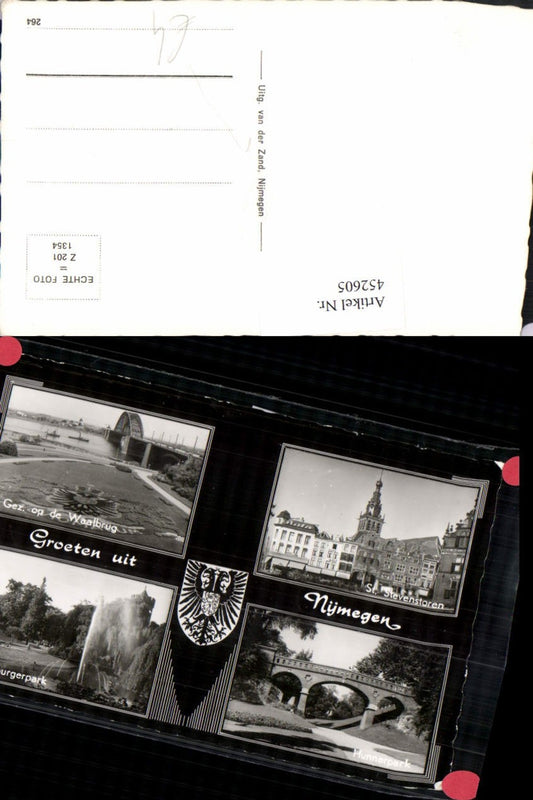 264
Uitg. van der Zand, Nijmegen
ECHTE FOTO
=
Z 201
1354
Artikel Nr.
452605
Gez. op de Waalbrug
Groeten uit
St. Stevenstoren
Nijmegen
urgerpark
Hunnerpark